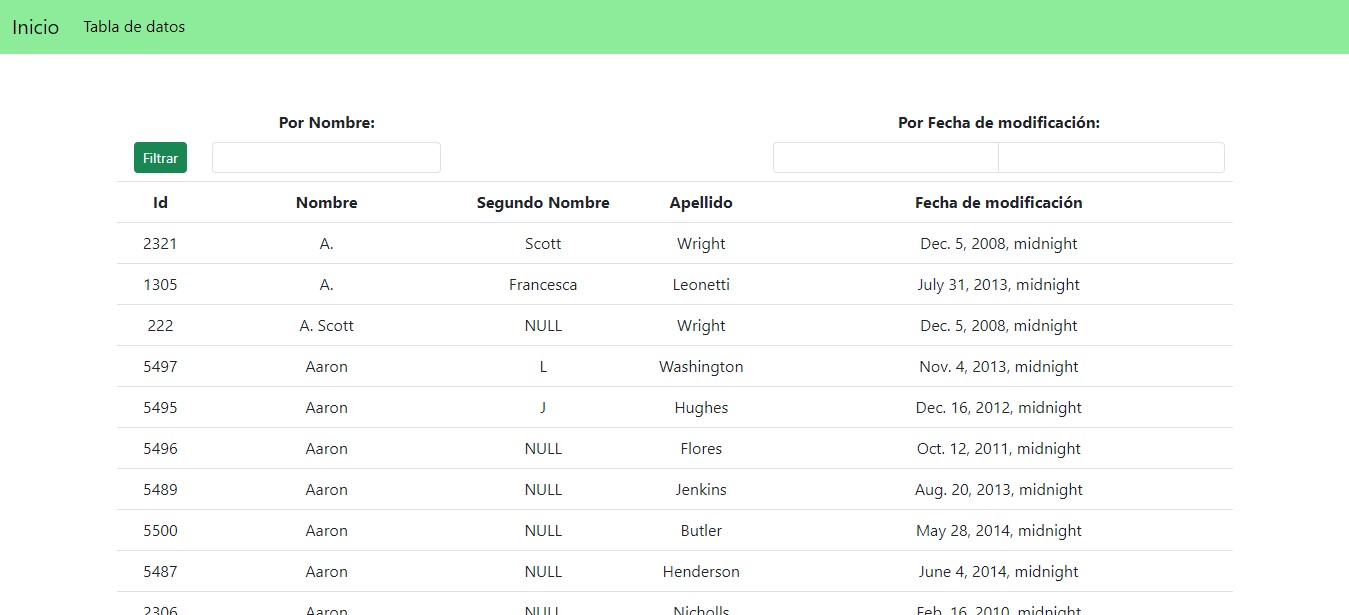 Inicio Tabla de datos
Por Nombre: Por Fecha de modificación:
Filtrar
Id Nombre Segundo Nombre Apellido Fecha de modificación
2321 A. Scott Wright Dec. 5, 2008, midnight
1305 A. Francesca Leonetti July 31, 2013, midnight
222 A. Scott NULL Wright Dec. 5, 2008, midnight
5497 Aaron L Washington Nov. 4, 2013, midnight
5495 Aaron J Hughes Dec. 16, 2012, midnight
5496 Aaron NULL Flores Oct. 12, 2011, midnight
5489 Aaron NULL Jenkins Aug. 20, 2013, midnight
5500 Aaron NULL Butler May 28, 2014, midnight
5487 Aaron NULL Henderson June 4, 2014, midnight
2306 Aaron NULL Nicholls Feb. 16, 2010, midnight